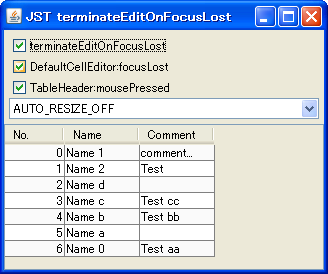 JST terminateEditOnFocusLost
terminateEditOnFocusLost
DefaultCellEditor:focusLost
TableHeader:mousePressed
AUTO_RESIZE_OFF
No. Name Comment
0 Name 1 comment...
1 Name 2 Test
2 Name d
3 Name c Test cc
4 Name b Test bb
5 Name a
6 Name 0 Test aa